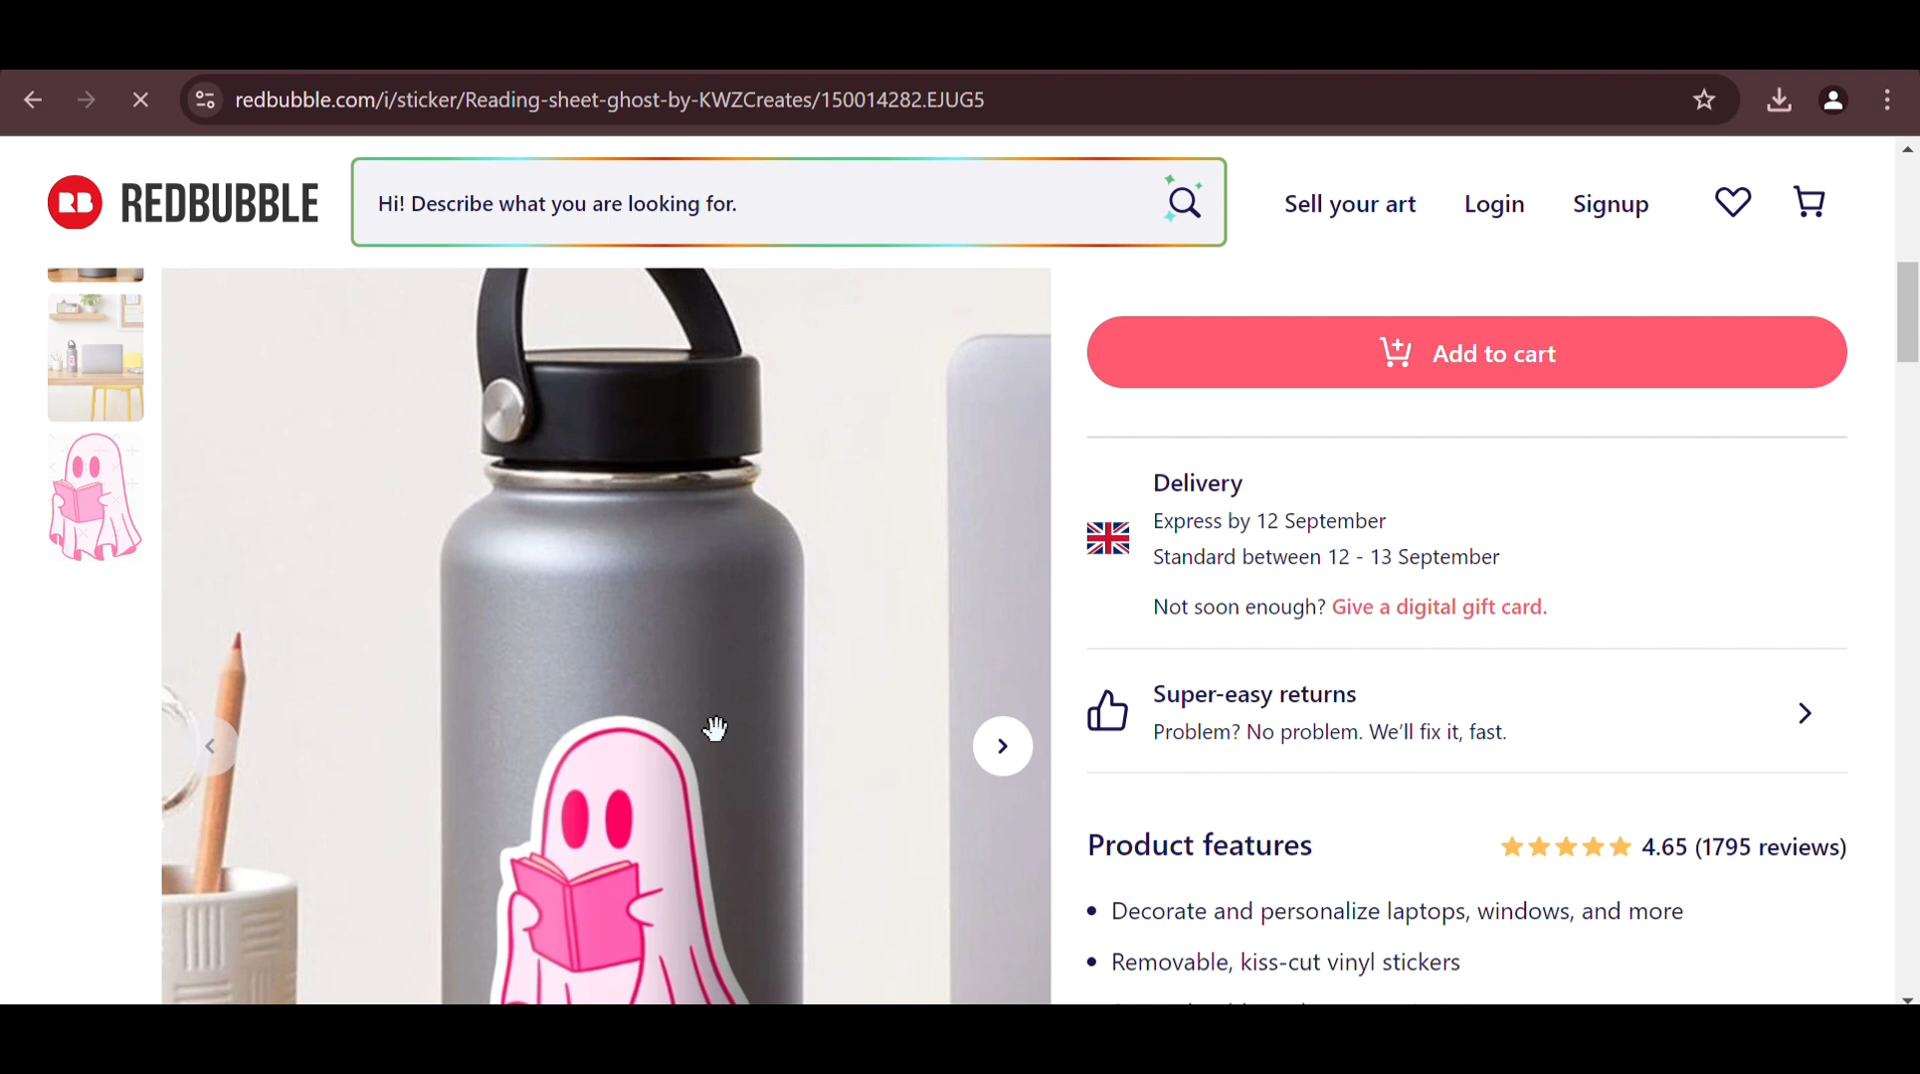 redbubble.com/i/sticker/Reading-sheet-ghost-by-KWZCreates/150014282.EJUG5
RB REDBUBBLE
Hi! Describe what you are looking for.
Sell your art
Login
Signup
Add to cart
Delivery
Express by 12 September
Standard between 12 - 13 September
Not soon enough? Give a digital gift card.
Super-easy returns
Problem? No problem. We'll fix it, fast.
Product features
4.65 (1795 reviews)
• Decorate and personalize laptops, windows, and more
• Removable, kiss-cut vinyl stickers